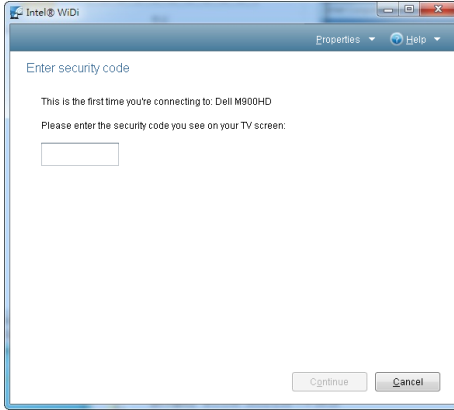 Intel® WiDi
Properties
Help
Enter security code
This is the first time you're connecting to: Dell M900HD
Please enter the security code you see on your TV screen:
Continue
Cancel